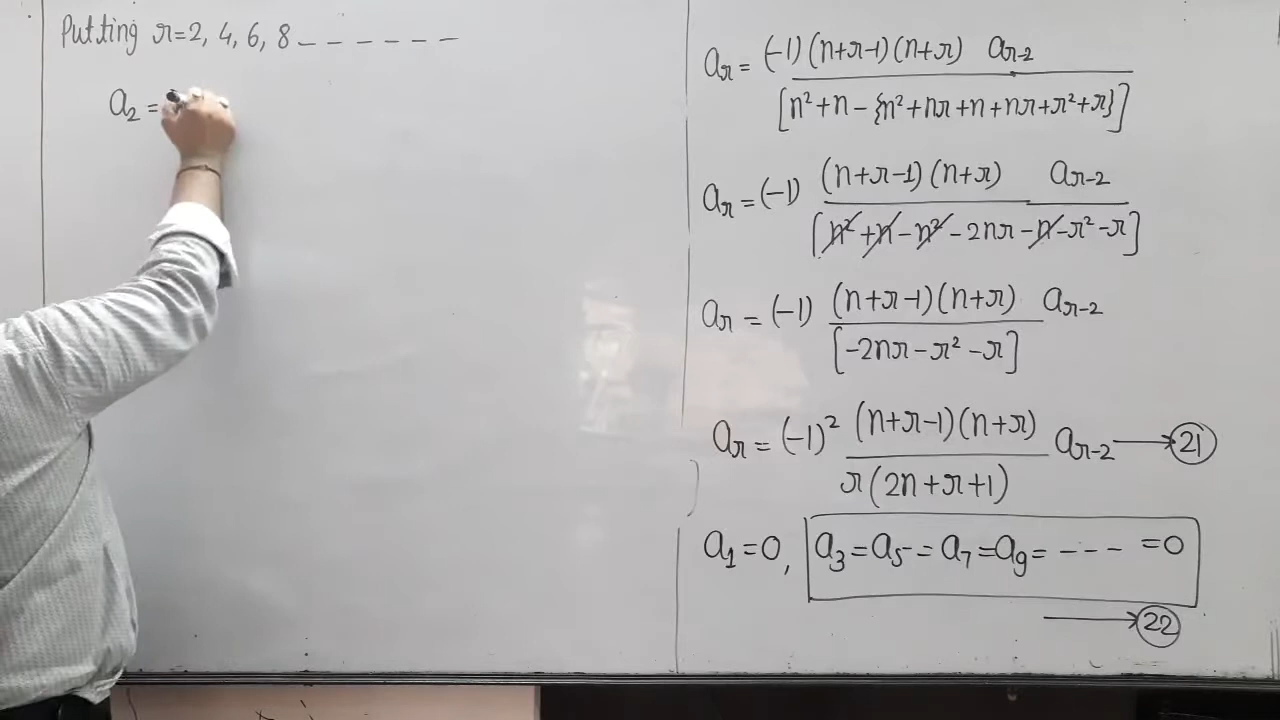 Putting r=2, 4, 6, 8 ------
a₂ =
aᵣ = (-1)(n+r-1)(n+r) aᵣ₋₂ / [n²+n-{n²+nr+n+nr+r²+r}]
aᵣ = (-1) (n+r-1)(n+r) aᵣ₋₂ / [n²+n-n²-2nr-n-r²-r]
aᵣ = (-1) (n+r-1)(n+r) / [-2nr-r²-r] aᵣ₋₂
aᵣ = (-1)² (n+r-1)(n+r) / r(2n+r+1) aᵣ₋₂ → 21
a₁=0, a₃=a₅=a₇=a₉= --- =0
→ 22